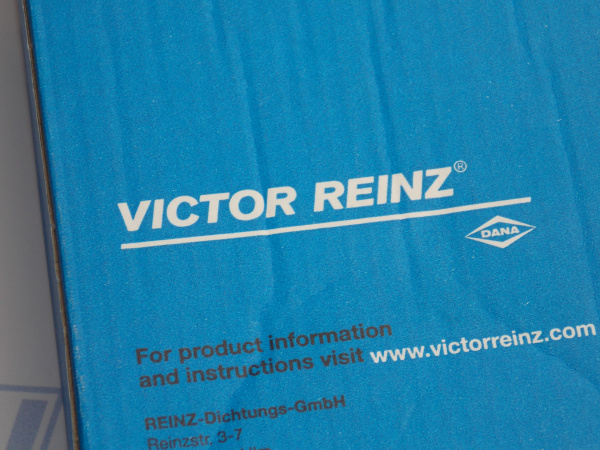 VICTOR REINZ®
DANA
For product information
and instructions visit www.victorreinz.com
REINZ-Dichtungs-GmbH
Reinzstr. 3-7